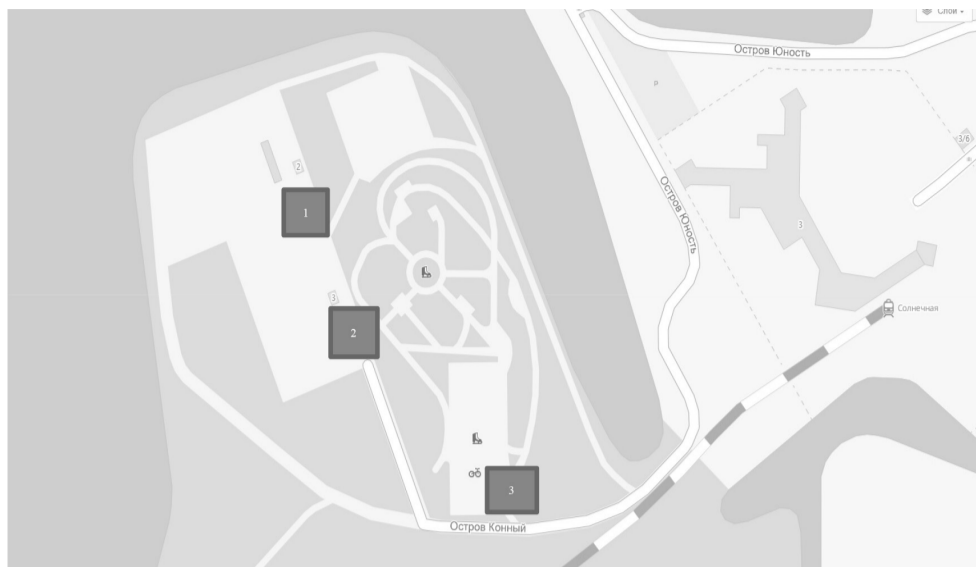 Слои
Остров Юность
P
3/6
2
1
Остров Юность
3
3
Солнечная
2
3
Остров Конный